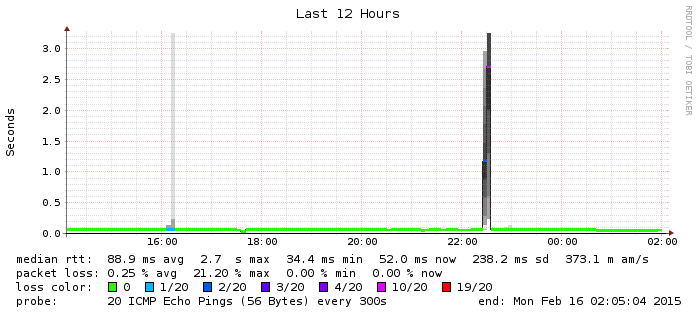 Last 12 Hours
RRDTOOL / TOBI OETIKER
Seconds
3.0
2.5
2.0
1.5
1.0
0.5
0.0
16:00 18:00 20:00 22:00 00:00 02:00
median rtt: 88.9 ms avg 2.7 s max 34.4 ms min 52.0 ms now 238.2 ms sd 373.1 m am/s
packet loss: 0.25 % avg 21.20 % max 0.00 % min 0.00 % now
loss color: 0 1/20 2/20 3/20 4/20 10/20 19/20
probe: 20 ICMP Echo Pings (56 Bytes) every 300s end: Mon Feb 16 02:05:04 2015